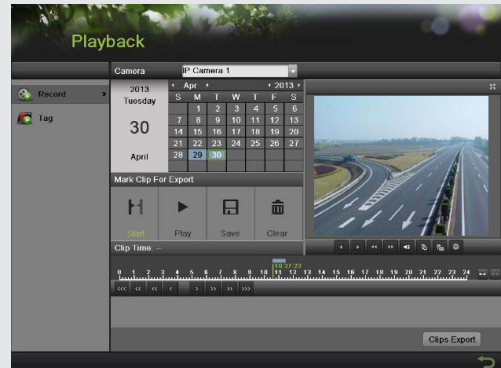 Playback
Camera IP Camera 1
Record
Tag
2013
Tuesday
30
April
Apr 2013
S M T W T F S
1 2 3 4 5 6
7 8 9 10 11 12 13
14 15 16 17 18 19 20
21 22 23 24 25 26 27
28 29 30
Mark Clip For Export
Start Play Save Clear
Clip Time: --
10:37:22
0 1 2 3 4 5 6 7 8 9 10 11 12 13 14 15 16 17 18 19 20 21 22 23 24
Clips Export